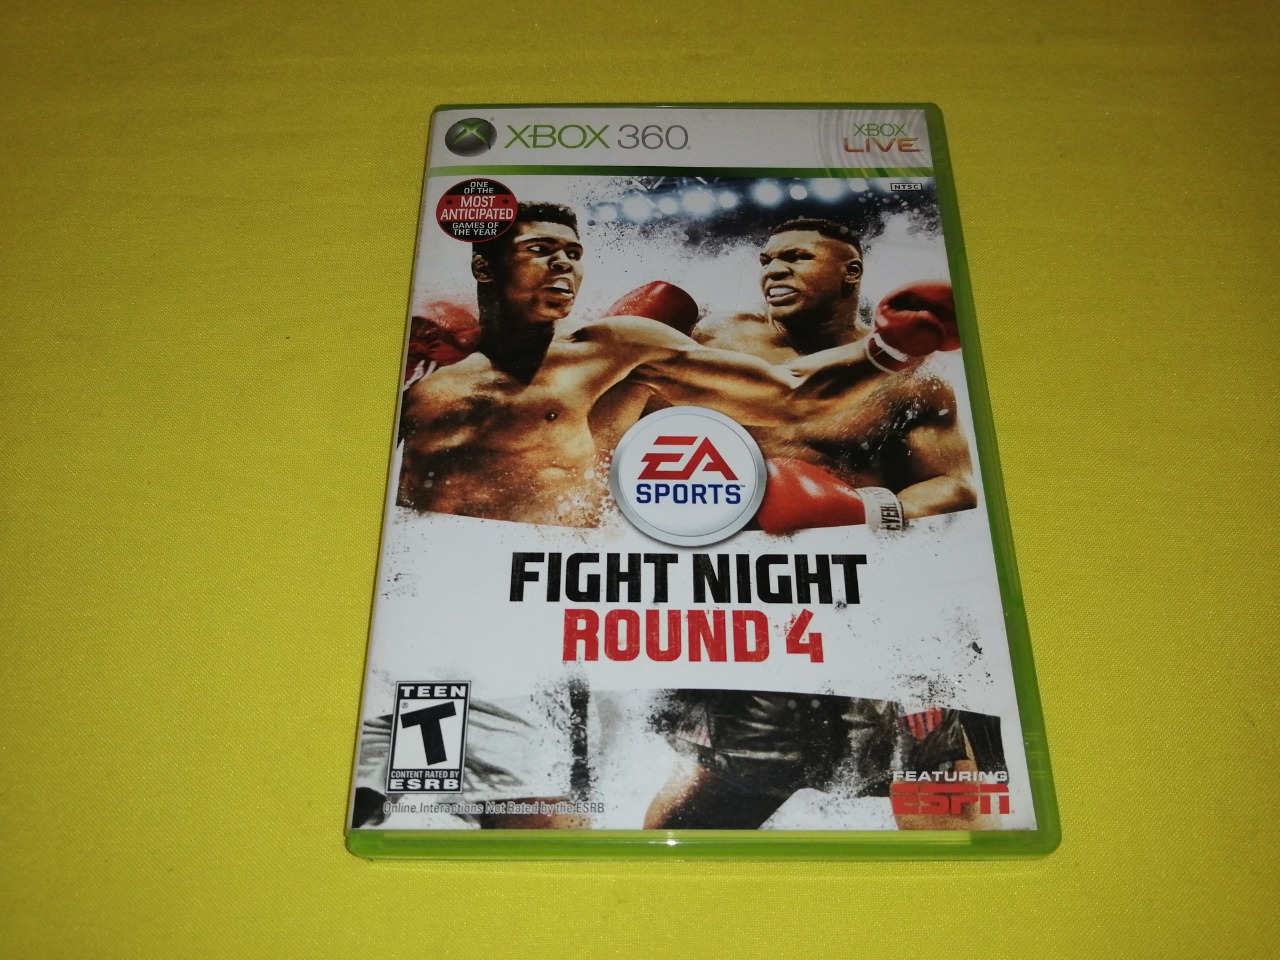 XBOX 360
XBOX
LIVE
NTSC
ONE
OF THE
MOST
ANTICIPATED
GAMES OF
THE YEAR
EA
SPORTS™
FIGHT NIGHT
ROUND 4
TEEN
T
CONTENT RATED BY
ESRB
Online Interactions Not Rated by the ESRB
FEATURING
ESPN